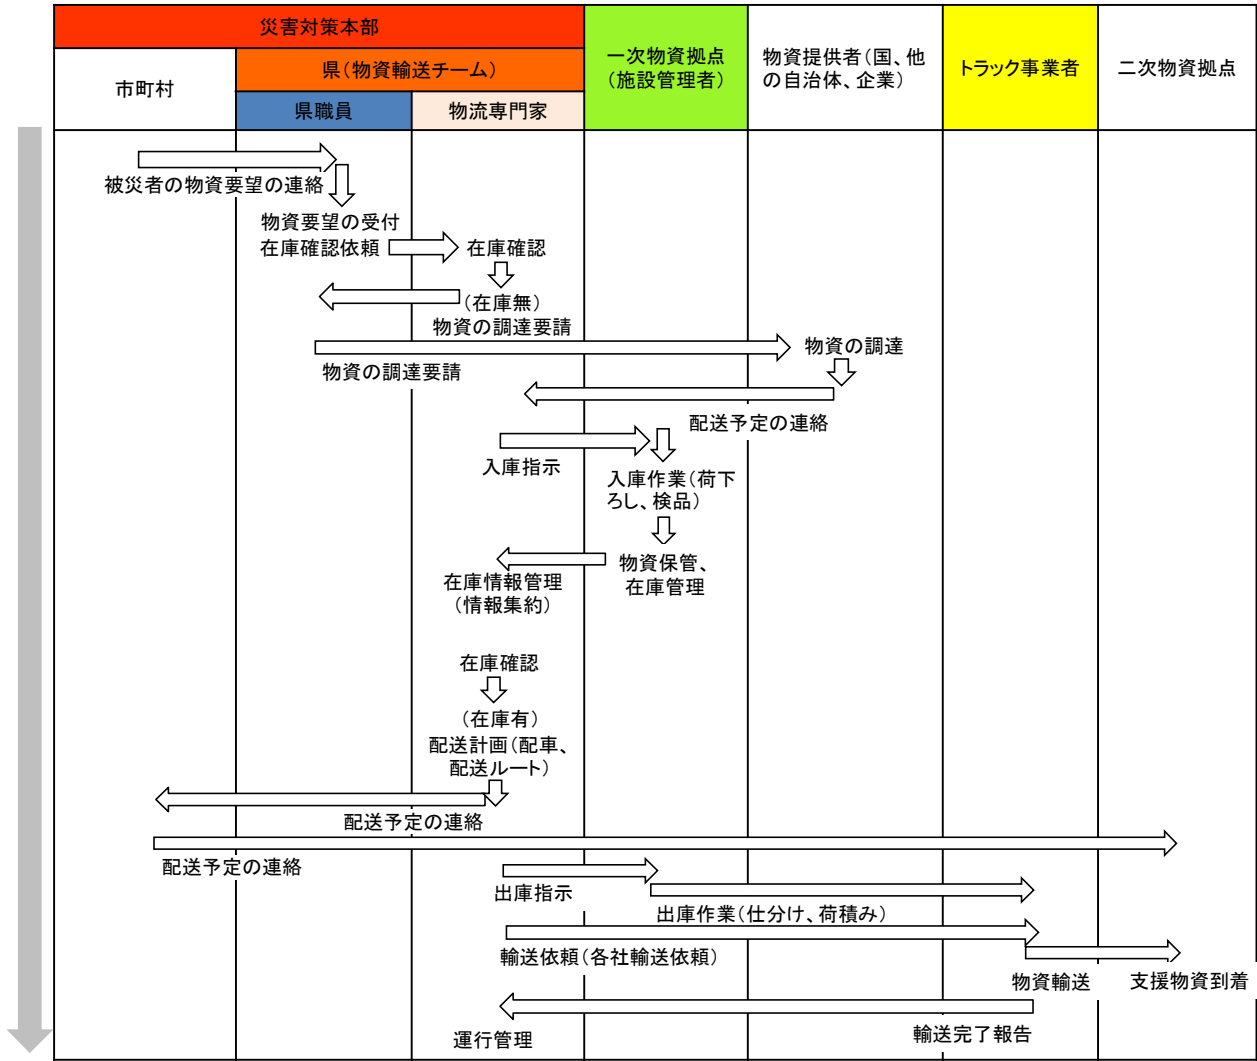 災害対策本部
市町村
県(物資輸送チーム)
県職員
物流専門家
一次物資拠点
(施設管理者)
物資提供者(国、他
の自治体、企業)
トラック事業者
二次物資拠点
被災者の物資要望の連絡
物資要望の受付
在庫確認依頼
在庫確認
(在庫無)
物資の調達要請
物資の調達要請
物資の調達
配送予定の連絡
入庫指示
入庫作業(荷下
ろし、検品)
物資保管、
在庫管理
在庫情報管理
(情報集約)
在庫確認
(在庫有)
配送計画(配車、
配送ルート)
配送予定の連絡
配送予定の連絡
出庫指示
出庫作業(仕分け、荷積み)
輸送依頼(各社輸送依頼)
物資輸送
支援物資到着
輸送完了報告
運行管理